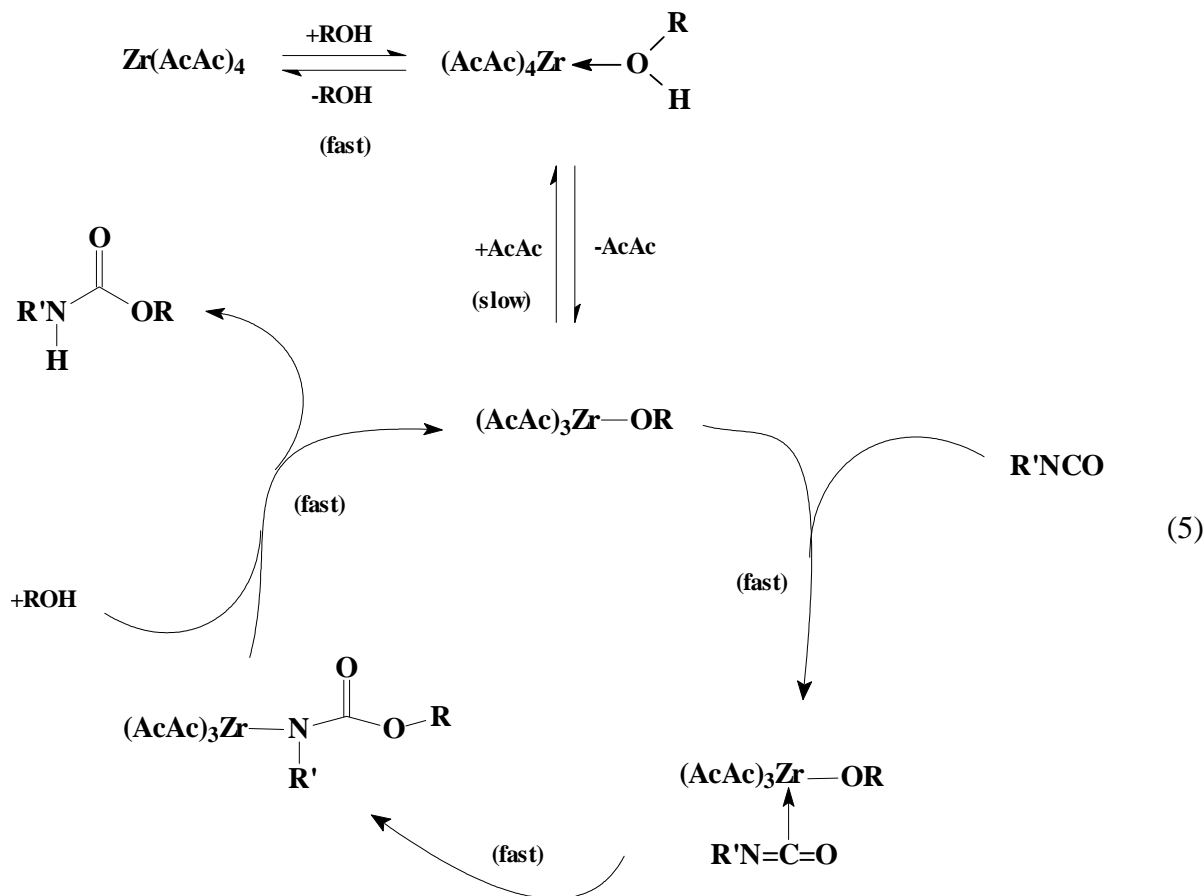 +ROH
Zr(AcAc)4
-ROH
(fast)
(AcAc)4Zr
R
O
H
+AcAc
-AcAc
(slow)
O
R'N
OR
H
(AcAc)3Zr
OR
R'NCO
(fast)
(fast)
(5)
+ROH
O
(AcAc)3Zr
N
O
R
R'
(AcAc)3Zr
OR
(fast)
R'N=C=O